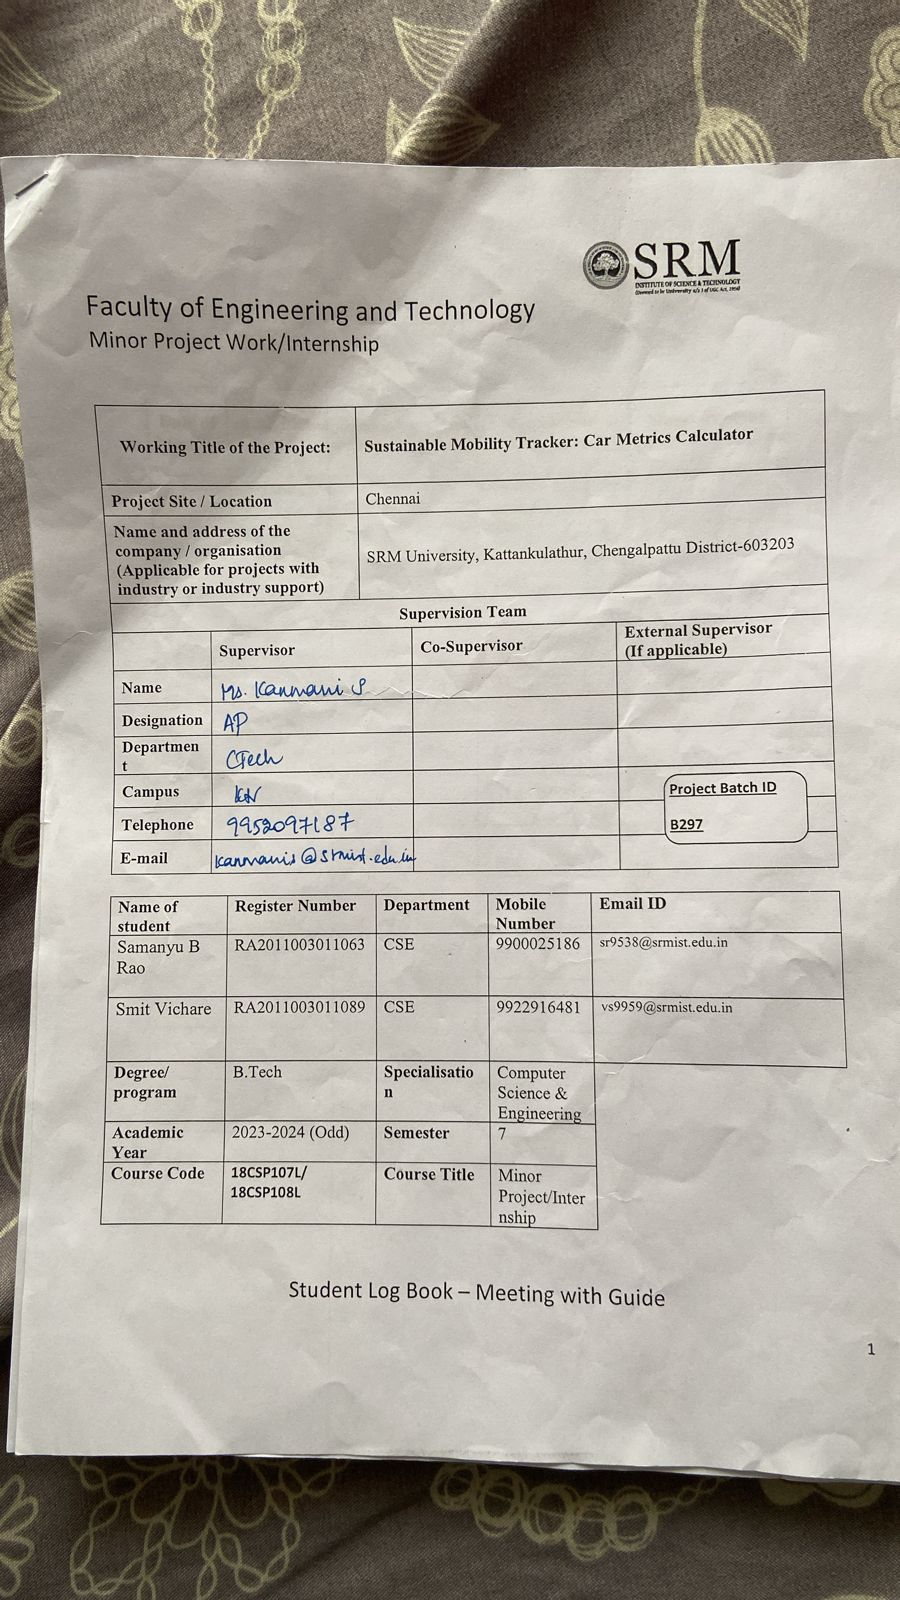 SRM
INSTITUTE OF SCIENCE & TECHNOLOGY
(Deemed to be University u/s 3 of UGC Act, 1956)
Faculty of Engineering and Technology
Minor Project Work/Internship
Working Title of the Project: Sustainable Mobility Tracker: Car Metrics Calculator
Project Site / Location Chennai
Name and address of the
company / organisation
(Applicable for projects with
industry or industry support)
SRM University, Kattankulathur, Chengalpattu District-603203
Supervision Team
Supervisor Co-Supervisor External Supervisor
(If applicable)
Name Ms. Kanmani S
Designation AP
Departmen
t
CTech
Campus
Telephone 9952097187
E-mail kanmanis@srmist.edu.in
Project Batch ID
B297
Name of
student
Register Number Department Mobile
Number
Email ID
Samanyu B
Rao
RA2011003011063 CSE 9900025186 sr9538@srmist.edu.in
Smit Vichare RA2011003011089 CSE 9922916481 vs9959@srmist.edu.in
Degree/
program
B.Tech Specialisatio
n
Computer
Science &
Engineering
Academic
Year
2023-2024 (Odd) Semester 7
Course Code 18CSP107L/
18CSP108L
Course Title Minor
Project/Inter
nship
Student Log Book – Meeting with Guide
1